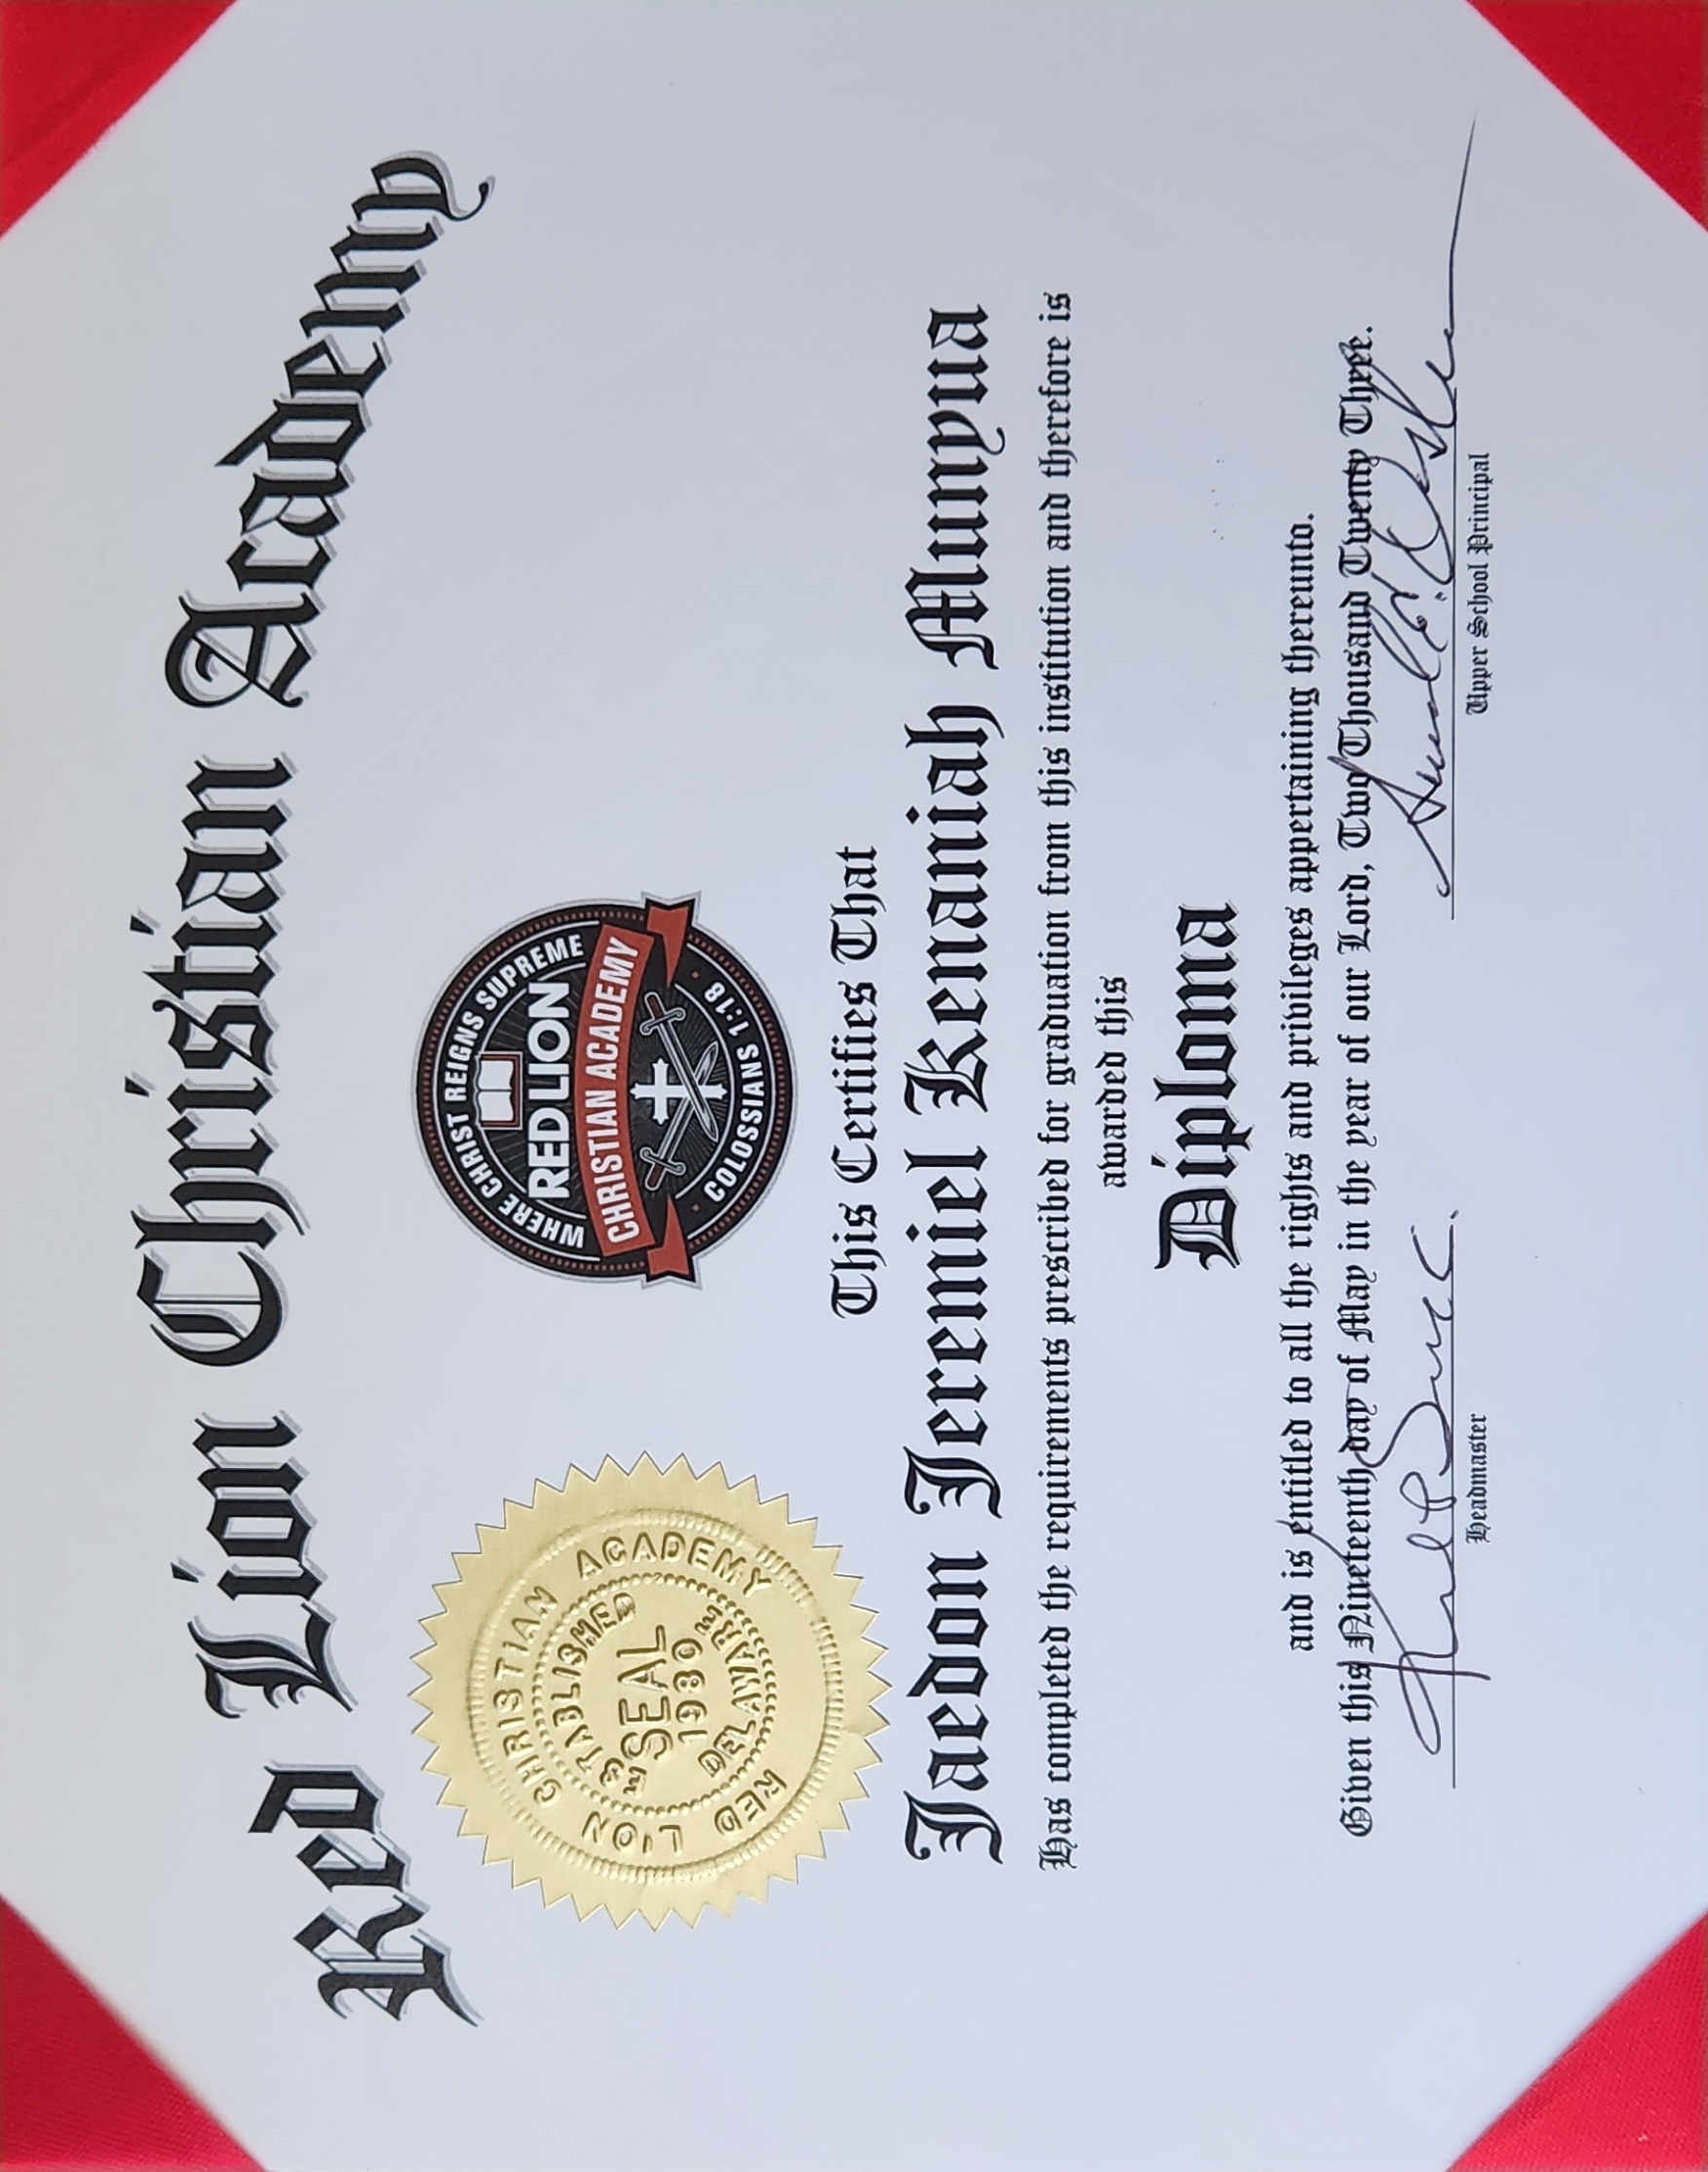 Red Lion Christian Academy
WHERE CHRIST REIGNS SUPREME
RED LION
CHRISTIAN ACADEMY
COLOSSIANS 1:18
RED LION CHRISTIAN ACADEMY
ESTABLISHED
SEAL
1980
DELAWARE
This Certifies That
Jaedon Jeremiel Kenaniah Munyua
Has completed the requirements prescribed for graduation from this institution and therefore is
awarded this
Diploma
and is entitled to all the rights and privileges appertaining thereunto.
Given this Nineteenth day of May in the year of our Lord, Two Thousand Twenty Three.
Headmaster
Upper School Principal